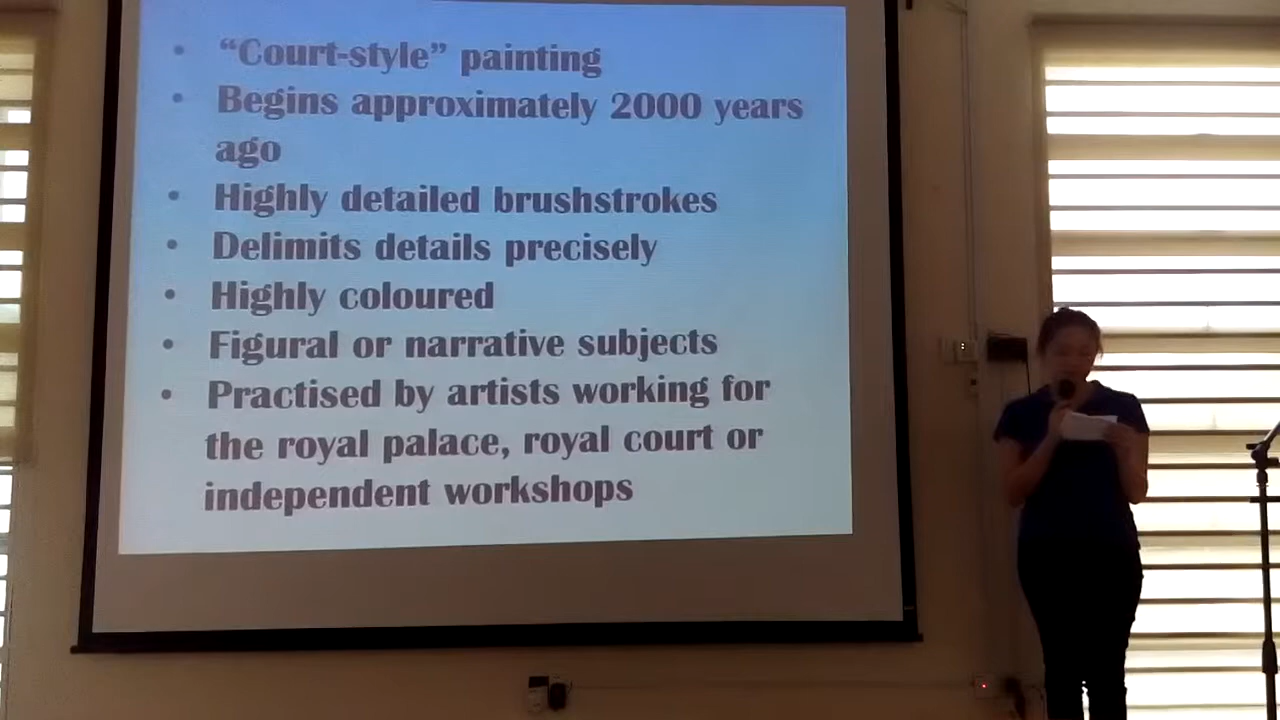 • “Court-style” painting
• Begins approximately 2000 years
ago
• Highly detailed brushstrokes
• Delimits details precisely
• Highly coloured
• Figural or narrative subjects
• Practised by artists working for
the royal palace, royal court or
independent workshops